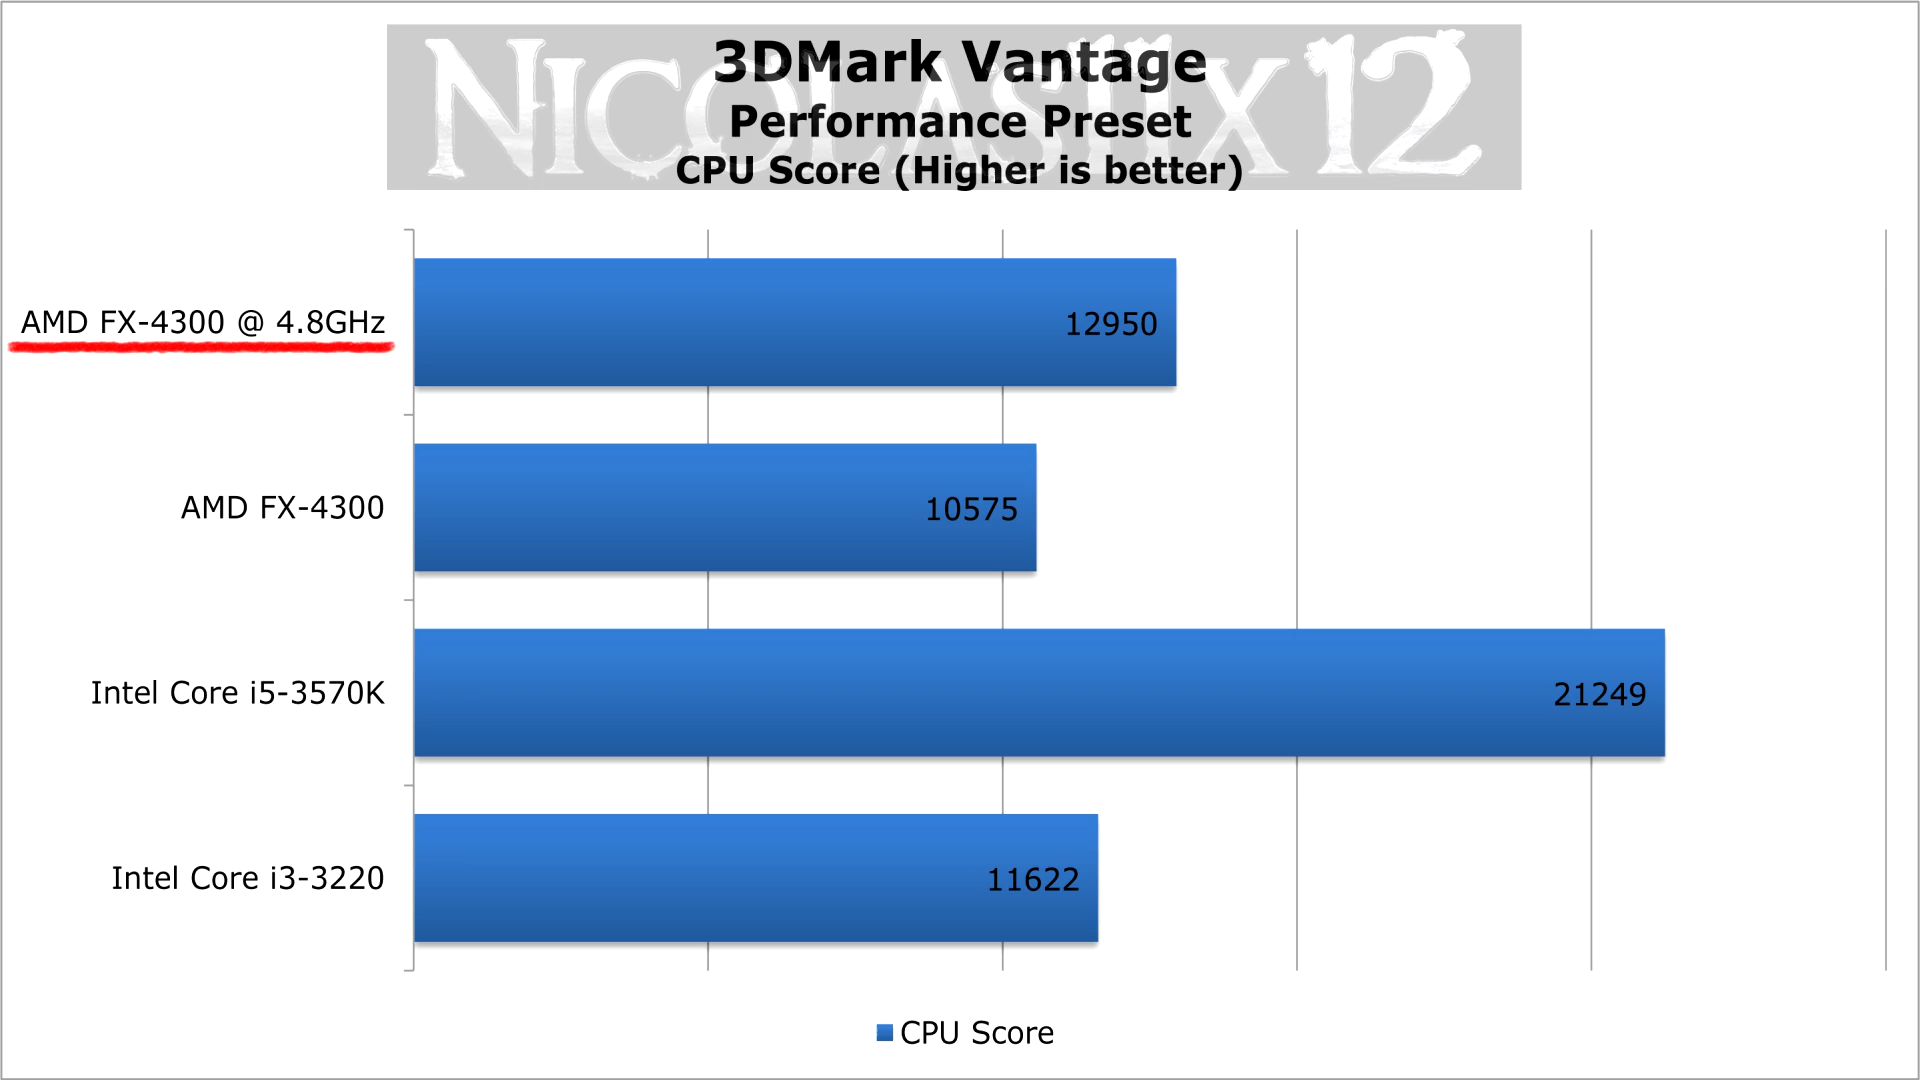 Nicolas11x12
3DMark Vantage
Performance Preset
CPU Score (Higher is better)
AMD FX-4300 @ 4.8GHz
12950
AMD FX-4300
10575
Intel Core i5-3570K
21249
Intel Core i3-3220
11622
CPU Score